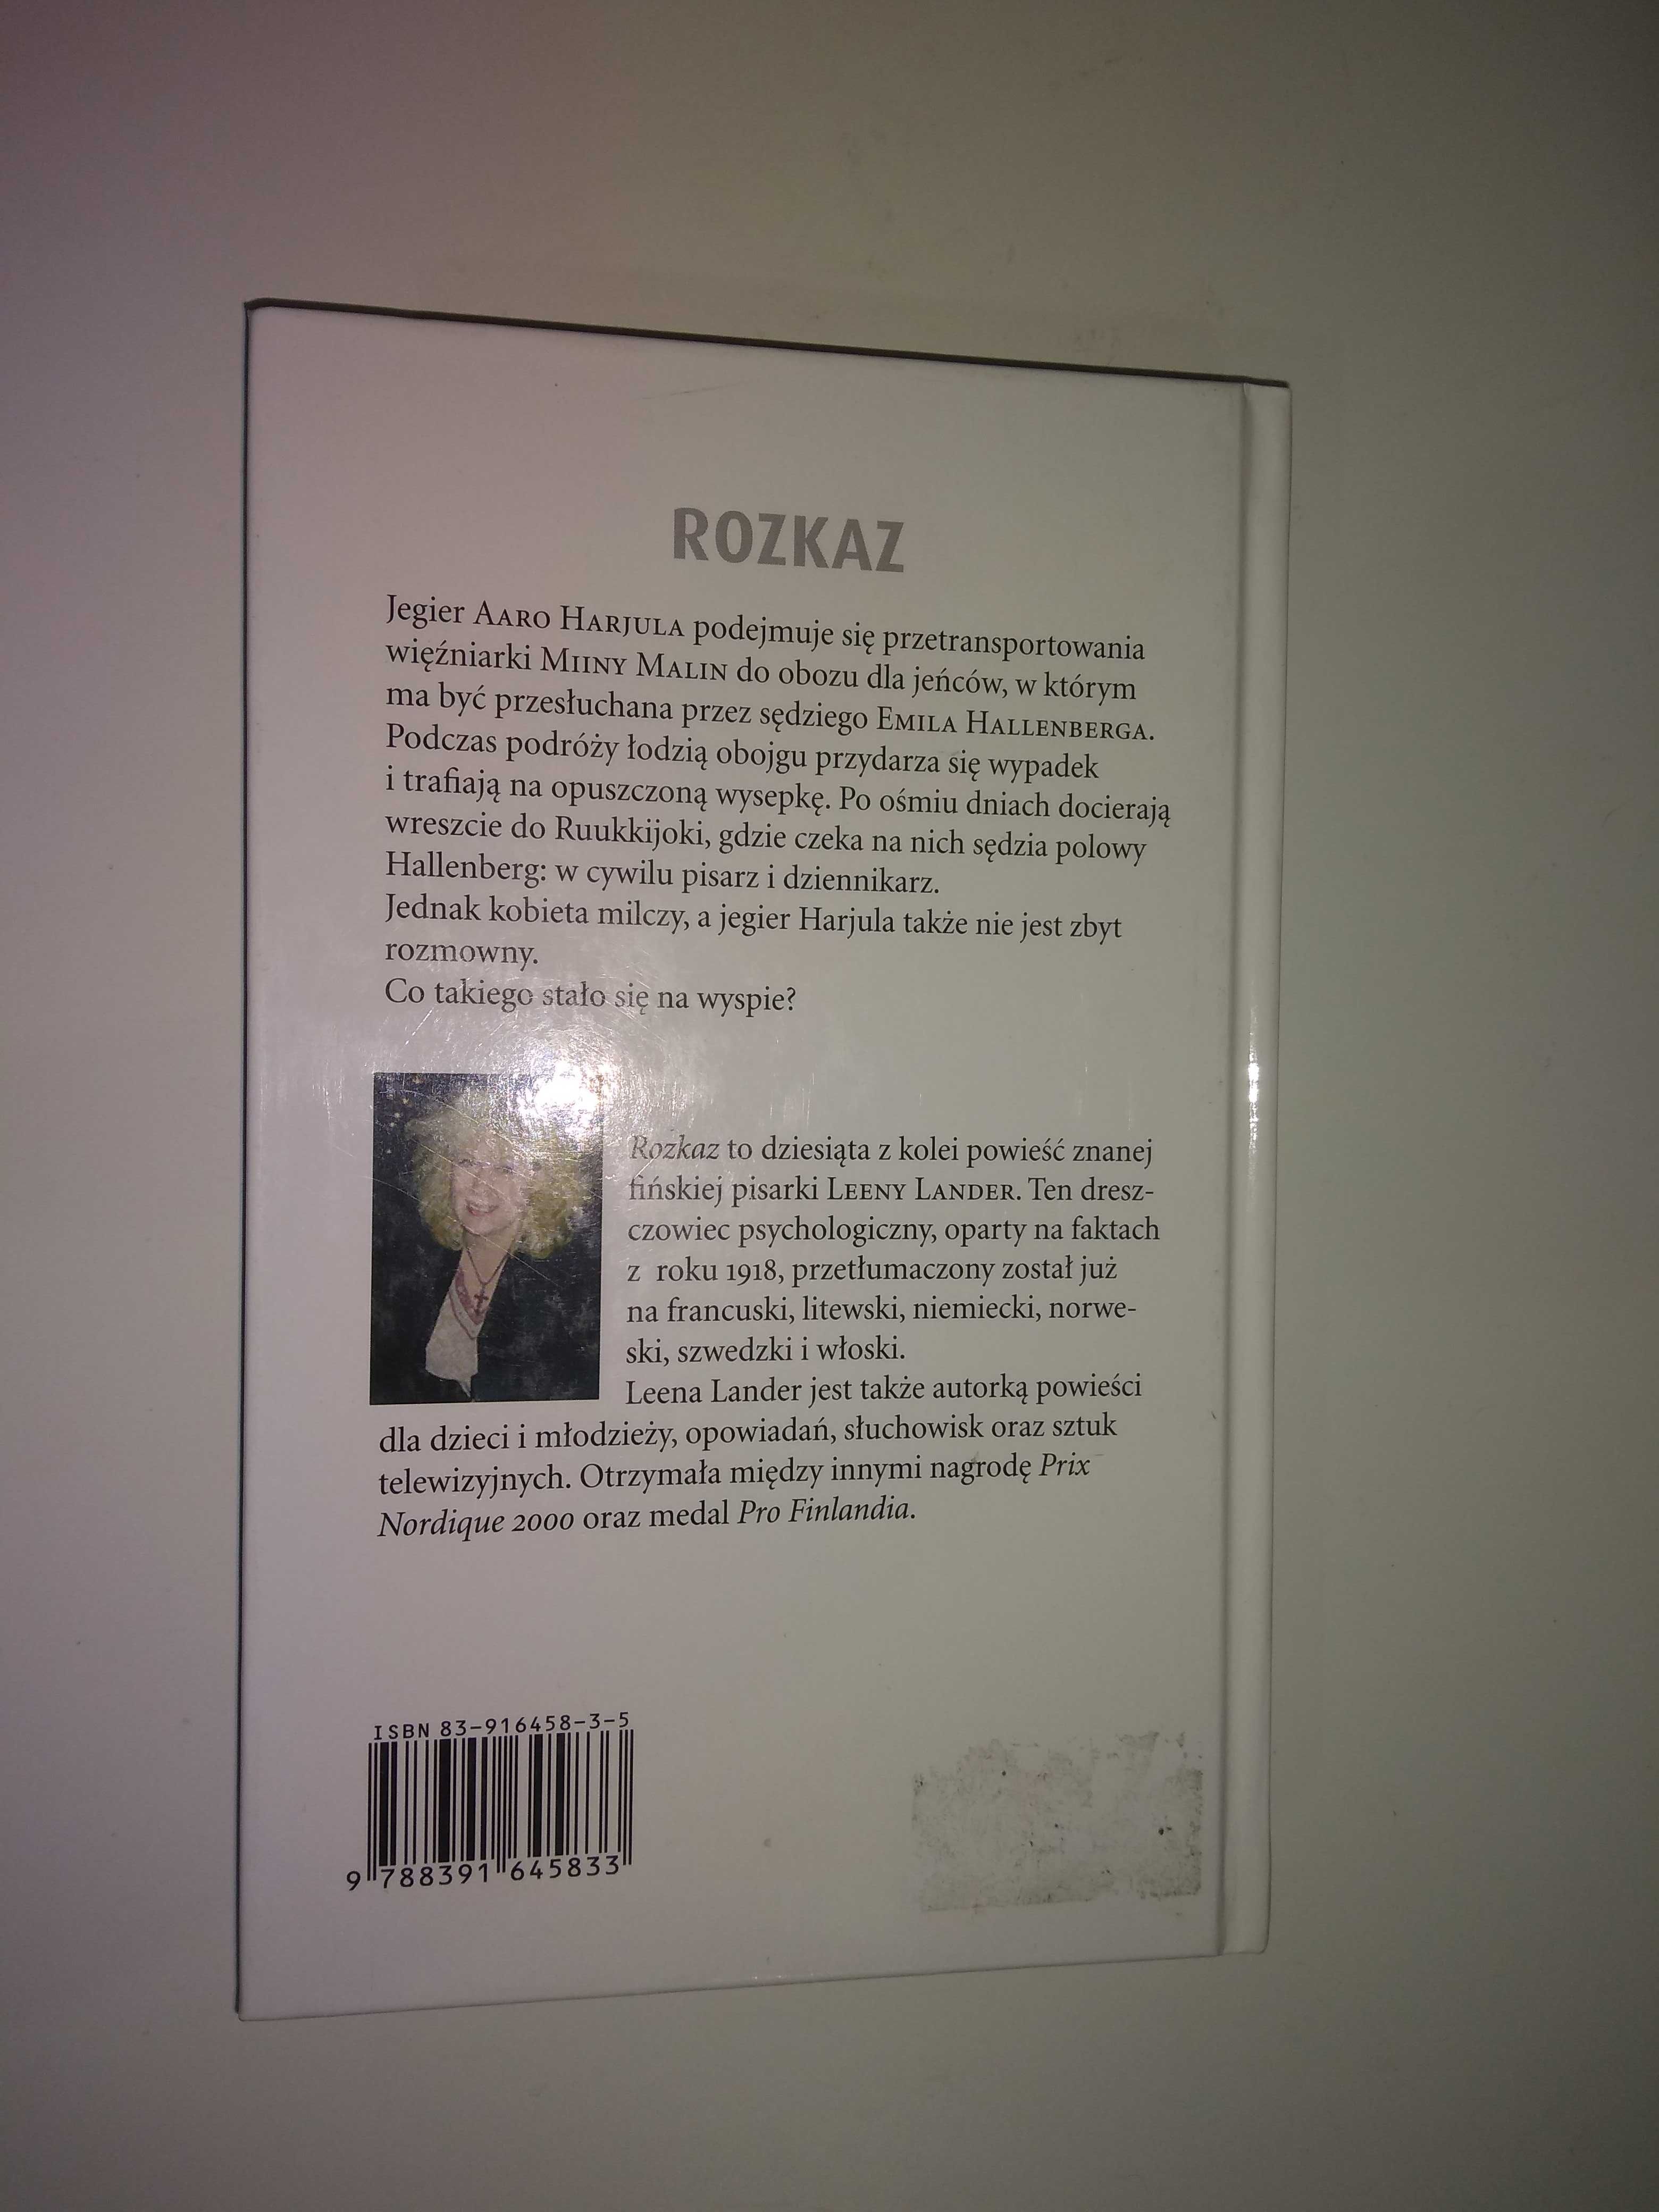 ROZKAZ
Jegier AARO HARJULA podejmuje się przetransportowania
więźniarki MIINY MALIN do obozu dla jeńców, w którym
ma być przesłuchana przez sędziego EMILA HALLENBERGA.
Podczas podróży łodzią obojgu przydarza się wypadek
i trafiają na opuszczoną wysepkę. Po ośmiu dniach docierają
wreszcie do Ruukkijoki, gdzie czeka na nich sędzia polowy
Hallenberg: w cywilu pisarz i dziennikarz.
Jednak kobieta milczy, a jegier Harjula także nie jest zbyt
rozmowny.
Co takiego stało się na wyspie?
Rozkaz to dziesiąta z kolei powieść znanej
fińskiej pisarki LEENY LANDER. Ten dresz-
czowiec psychologiczny, oparty na faktach
z roku 1918, przetłumaczony został już
na francuski, litewski, niemiecki, norwe-
ski, szwedzki i włoski.
Leena Lander jest także autorką powieści
dla dzieci i młodzieży, opowiadań, słuchowisk oraz sztuk
telewizyjnych. Otrzymała między innymi nagrodę Prix
Nordique 2000 oraz medal Pro Finlandia.
ISBN 83-916458-3-5
9 788391 645833